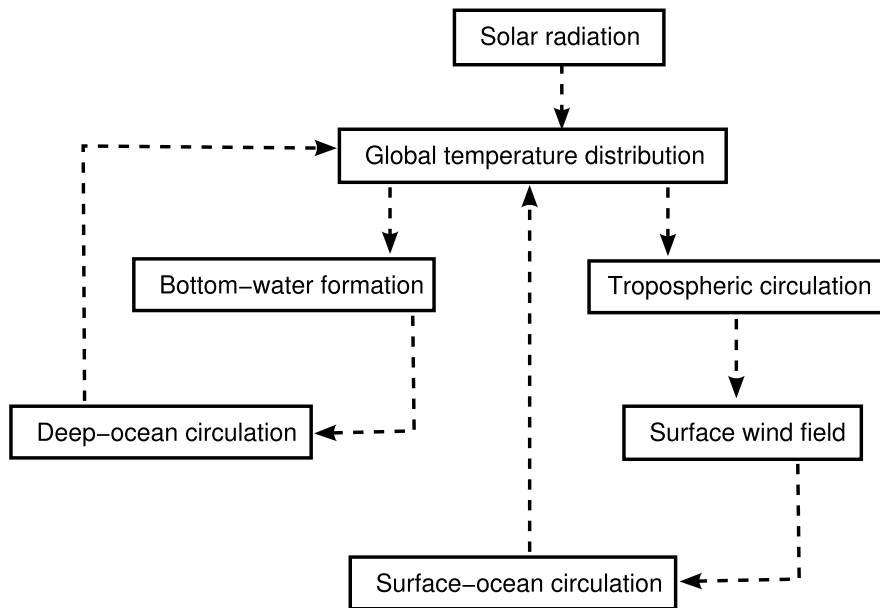 Solar radiation
Global temperature distribution
Bottom−water formation
Tropospheric circulation
Deep−ocean circulation
Surface wind field
Surface−ocean circulation